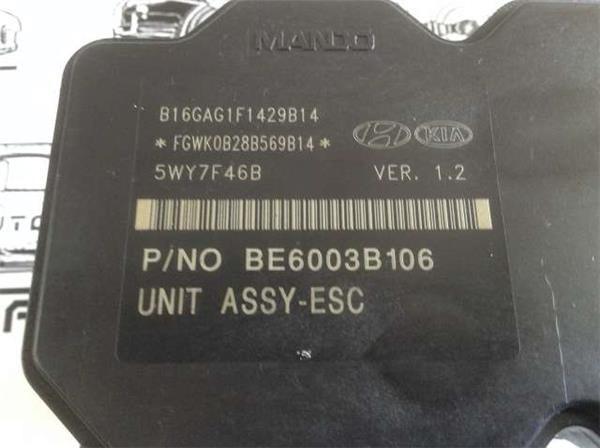 MANDO
B16GAG1F1429B14
*FGWK0B28B569B14*
KIA
5WY7F46B VER. 1.2
P/NO BE6003B106
UNIT ASSY-ESC